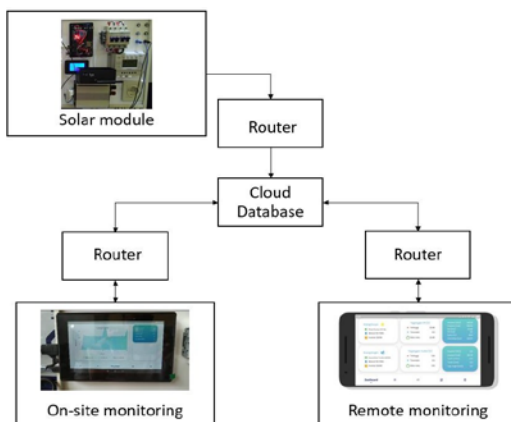 Solar module
Router
Cloud
Database
Router
Router
On-site monitoring
Remote monitoring